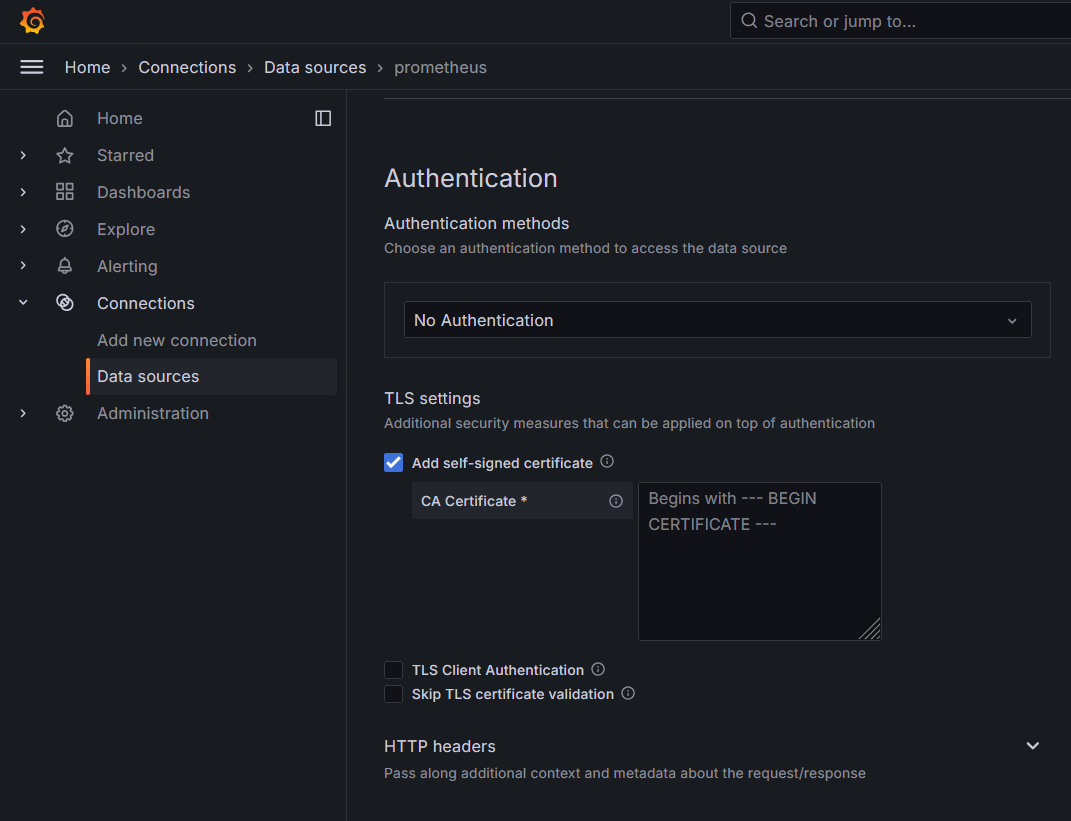 Search or jump to...
Home › Connections › Data sources › prometheus
Home
Starred
Dashboards
Explore
Alerting
Connections
Add new connection
Data sources
Administration
Authentication
Authentication methods
Choose an authentication method to access the data source
No Authentication
TLS settings
Additional security measures that can be applied on top of authentication
Add self-signed certificate
CA Certificate *
Begins with --- BEGIN
CERTIFICATE ---
TLS Client Authentication
Skip TLS certificate validation
HTTP headers
Pass along additional context and metadata about the request/response